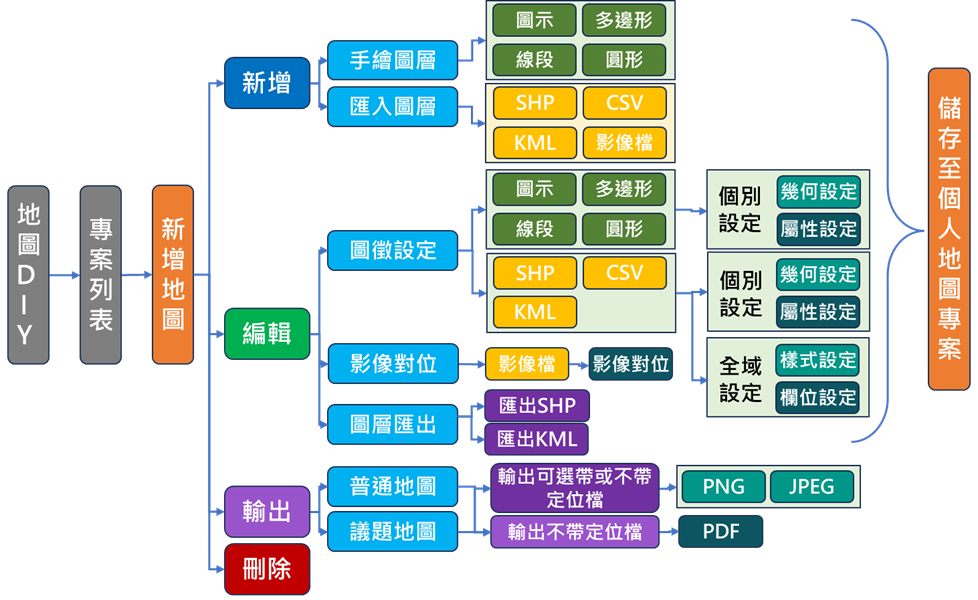 地圖DIY
專案列表
新增地圖
新增
手繪圖層
圖示
多邊形
線段
圓形
匯入圖層
SHP
CSV
KML
影像檔
編輯
圖徵設定
圖示
多邊形
線段
圓形
個別
設定
幾何設定
屬性設定
SHP
CSV
KML
個別
設定
幾何設定
屬性設定
全域
設定
樣式設定
欄位設定
影像對位
影像檔
影像對位
圖層匯出
匯出SHP
匯出KML
輸出
普通地圖
議題地圖
輸出可選帶或不帶
定位檔
PNG
JPEG
輸出不帶定位檔
PDF
刪除
儲存至個人地圖專案